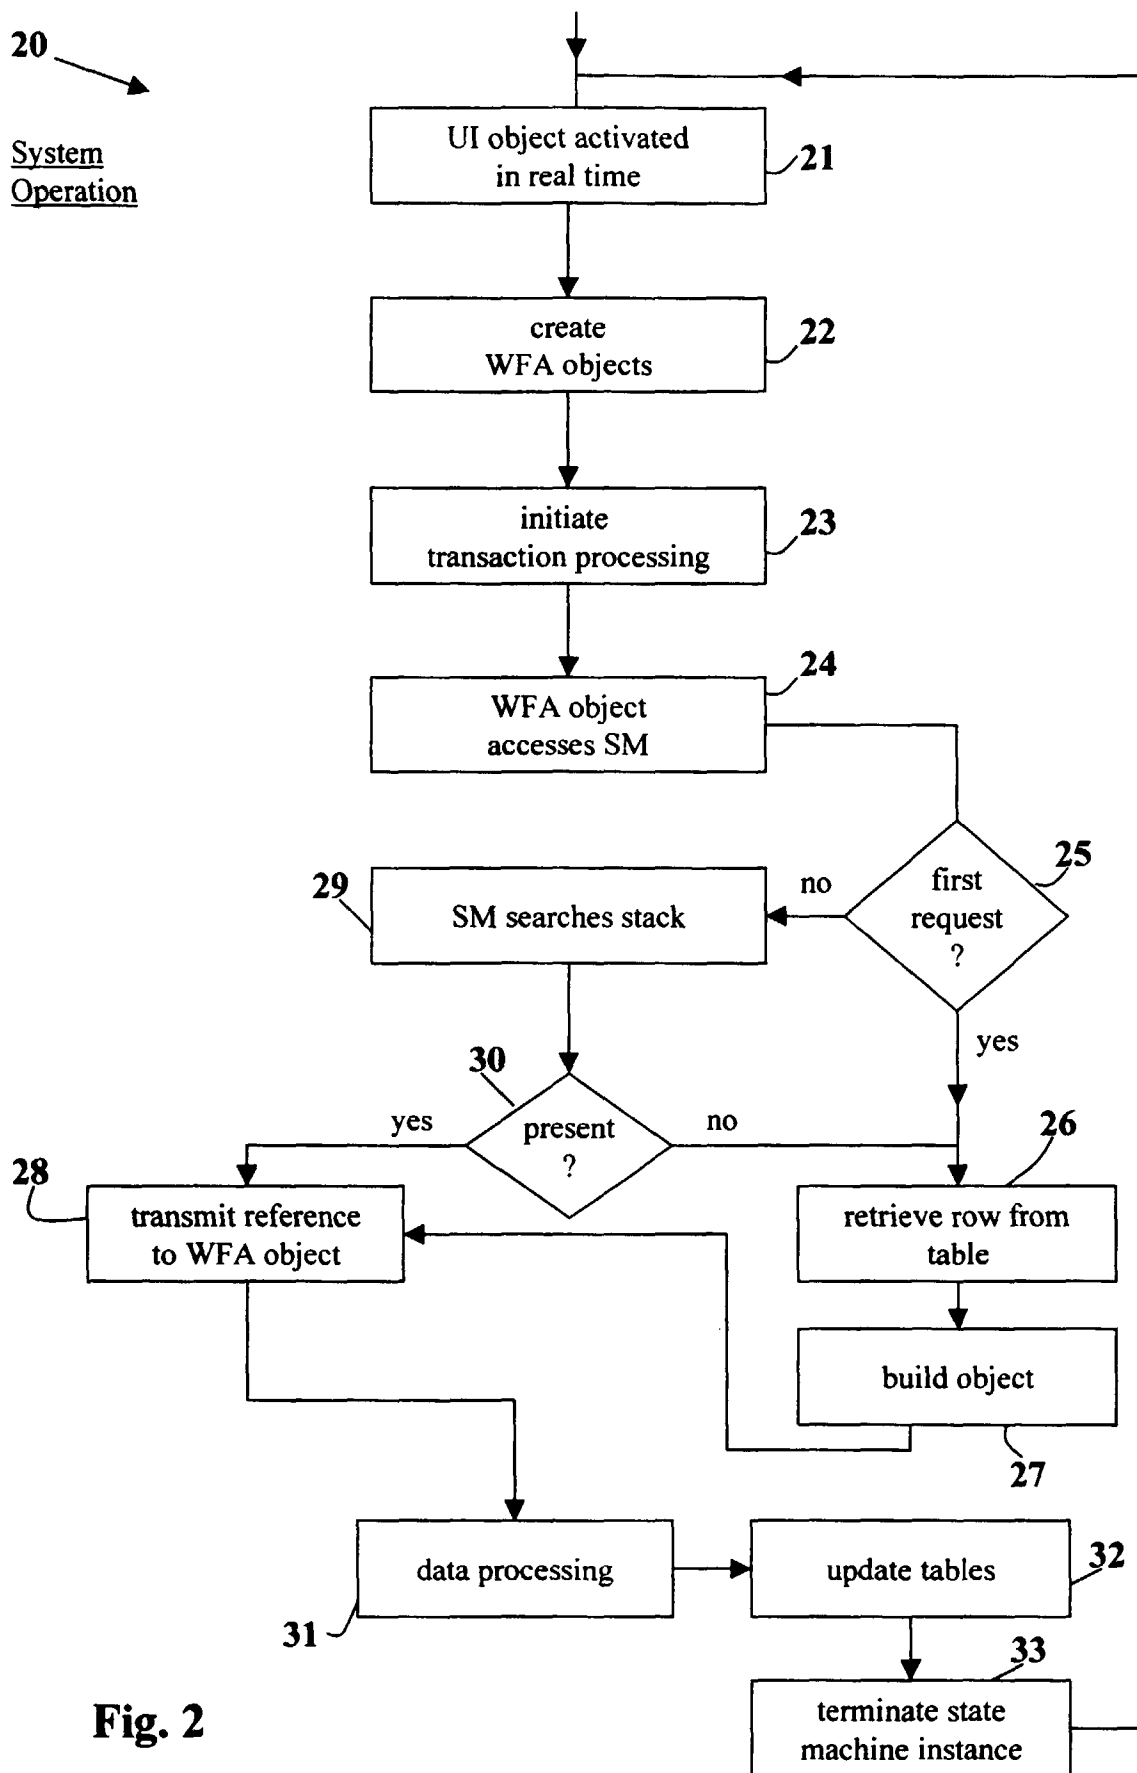 20
System
Operation
UI object activated
in real time
21
create
WFA objects
22
initiate
transaction processing
23
24
WFA object
accesses SM
25
first
request
?
no
29
SM searches stack
yes
30
present
?
yes
no
26
28
transmit reference
to WFA object
retrieve row from
table
build object
27
data processing
31
update tables
32
33
terminate state
machine instance
Fig. 2